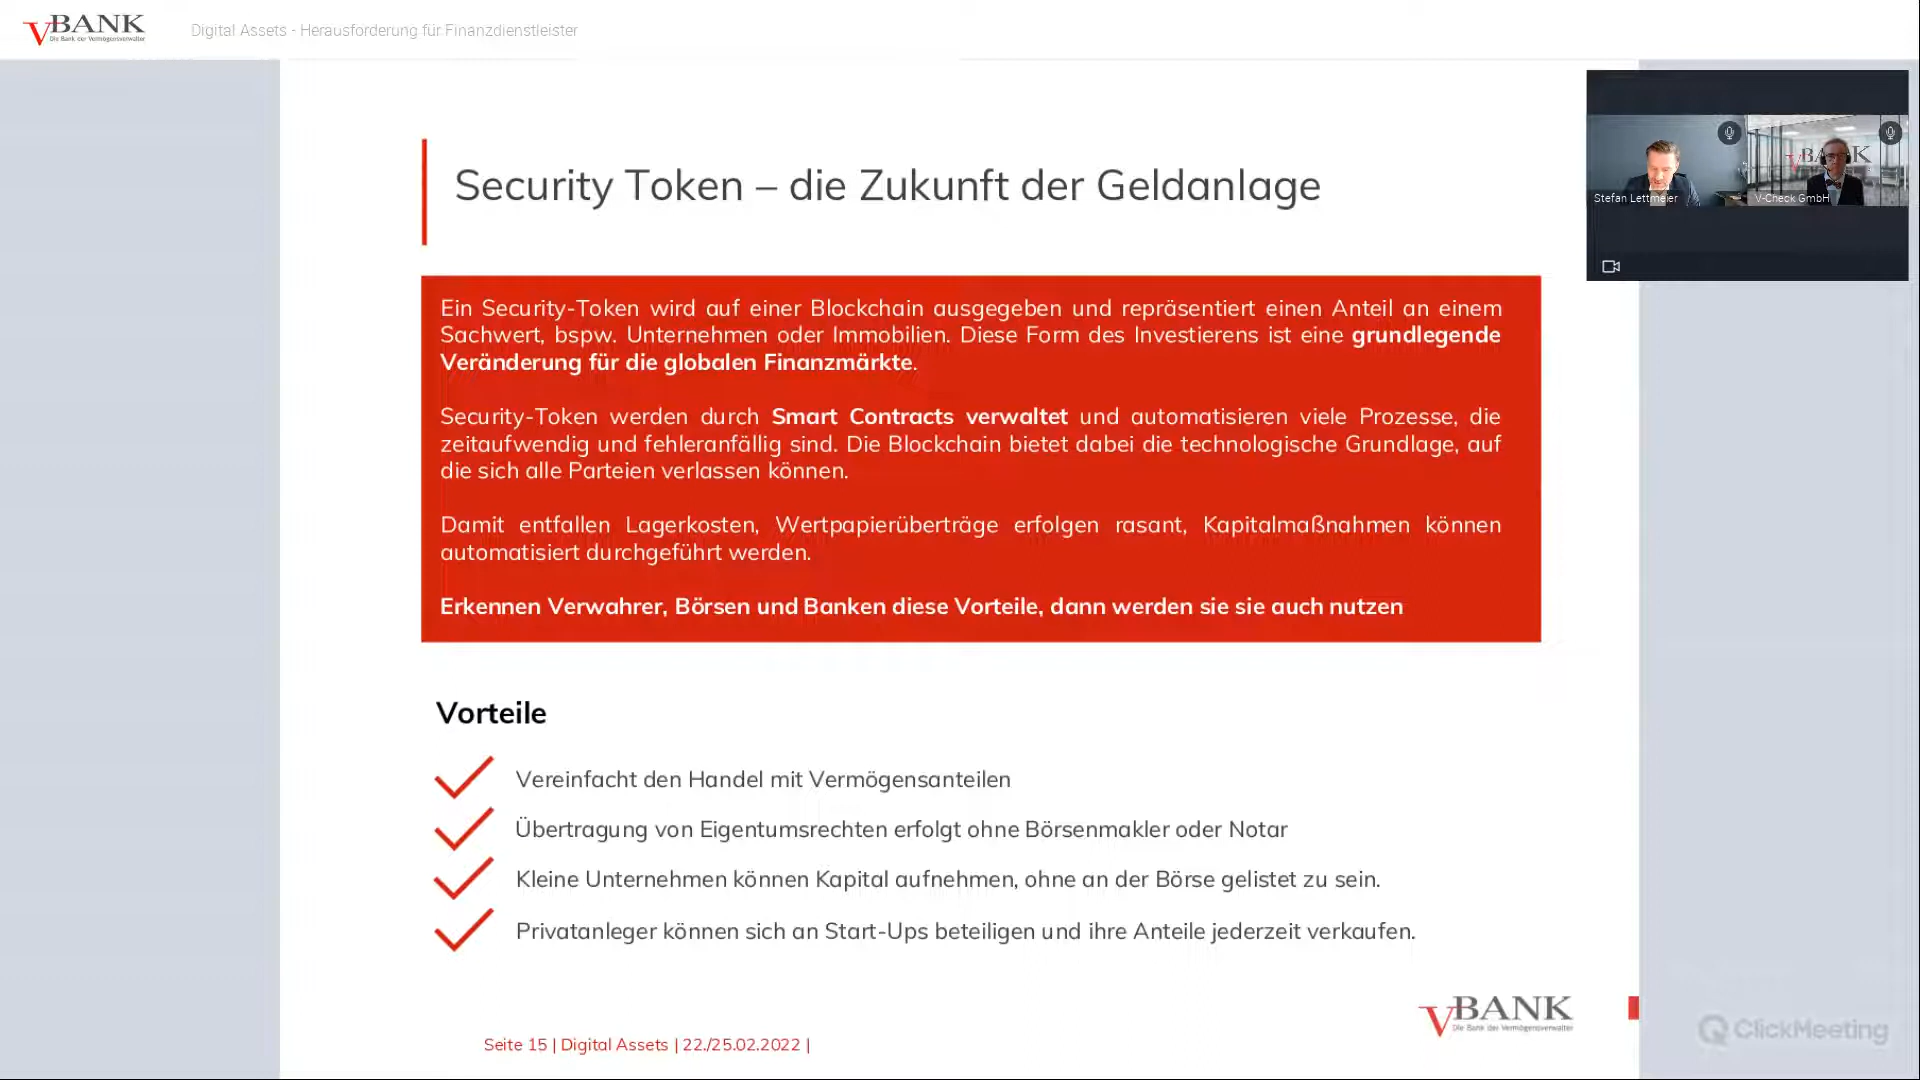 VBANK
Die Bank der Vermögensverwalter
Digital Assets - Herausforderung für Finanzdienstleister
Stefan Lettmeier
V-Check GmbH
Security Token – die Zukunft der Geldanlage
Ein Security-Token wird auf einer Blockchain ausgegeben und repräsentiert einen Anteil an einem
Sachwert, bspw. Unternehmen oder Immobilien. Diese Form des Investierens ist eine grundlegende
Veränderung für die globalen Finanzmärkte.
Security-Token werden durch Smart Contracts verwaltet und automatisieren viele Prozesse, die
zeitaufwendig und fehleranfällig sind. Die Blockchain bietet dabei die technologische Grundlage, auf
die sich alle Parteien verlassen können.
Damit entfallen Lagerkosten, Wertpapierüberträge erfolgen rasant, Kapitalmaßnahmen können
automatisiert durchgeführt werden.
Erkennen Verwahrer, Börsen und Banken diese Vorteile, dann werden sie sie auch nutzen
Vorteile
Vereinfacht den Handel mit Vermögensanteilen
Übertragung von Eigentumsrechten erfolgt ohne Börsenmakler oder Notar
Kleine Unternehmen können Kapital aufnehmen, ohne an der Börse gelistet zu sein.
Privatanleger können sich an Start-Ups beteiligen und ihre Anteile jederzeit verkaufen.
VBANK
Die Bank der Vermögensverwalter
Seite 15 | Digital Assets | 22./25.02.2022 |
ClickMeeting